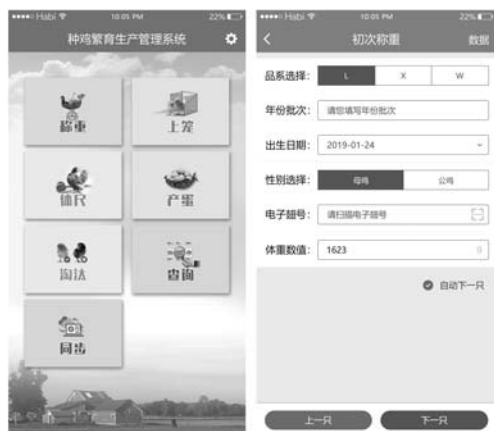 Habi 10:05 PM 22%
种鸡繁育生产管理系统
称重 上笼
体尺 产蛋
淘汰 查询
同步
Habi 10:05 PM 22%
初次称重 数据
品系选择： L X W
年份批次： 请您填写年份批次
出生日期： 2019-01-24
性别选择： 母鸡 公鸡
电子翅号： 请扫描电子翅号
体重数值： 1623 g
自动下一只
上一只 下一只